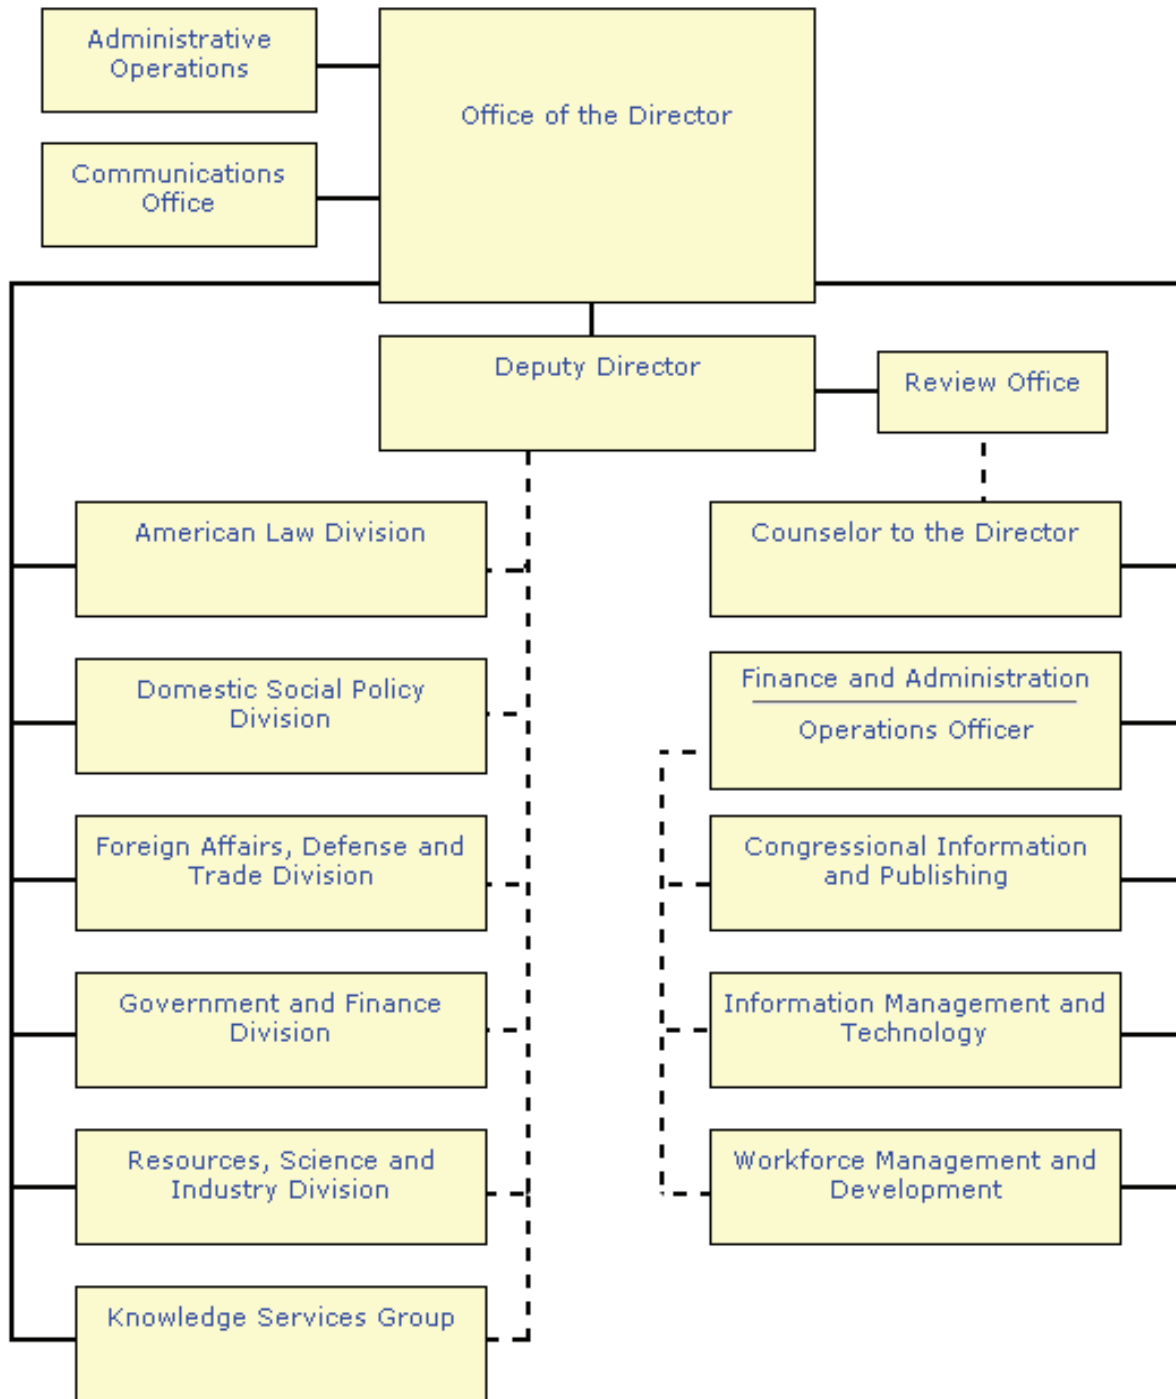 Administrative
Operations
Office of the Director
Communications
Office
Deputy Director
Review Office
American Law Division
Counselor to the Director
Domestic Social Policy
Division
Finance and Administration
Operations Officer
Foreign Affairs, Defense and
Trade Division
Congressional Information
and Publishing
Government and Finance
Division
Information Management and
Technology
Resources, Science and
Industry Division
Workforce Management and
Development
Knowledge Services Group